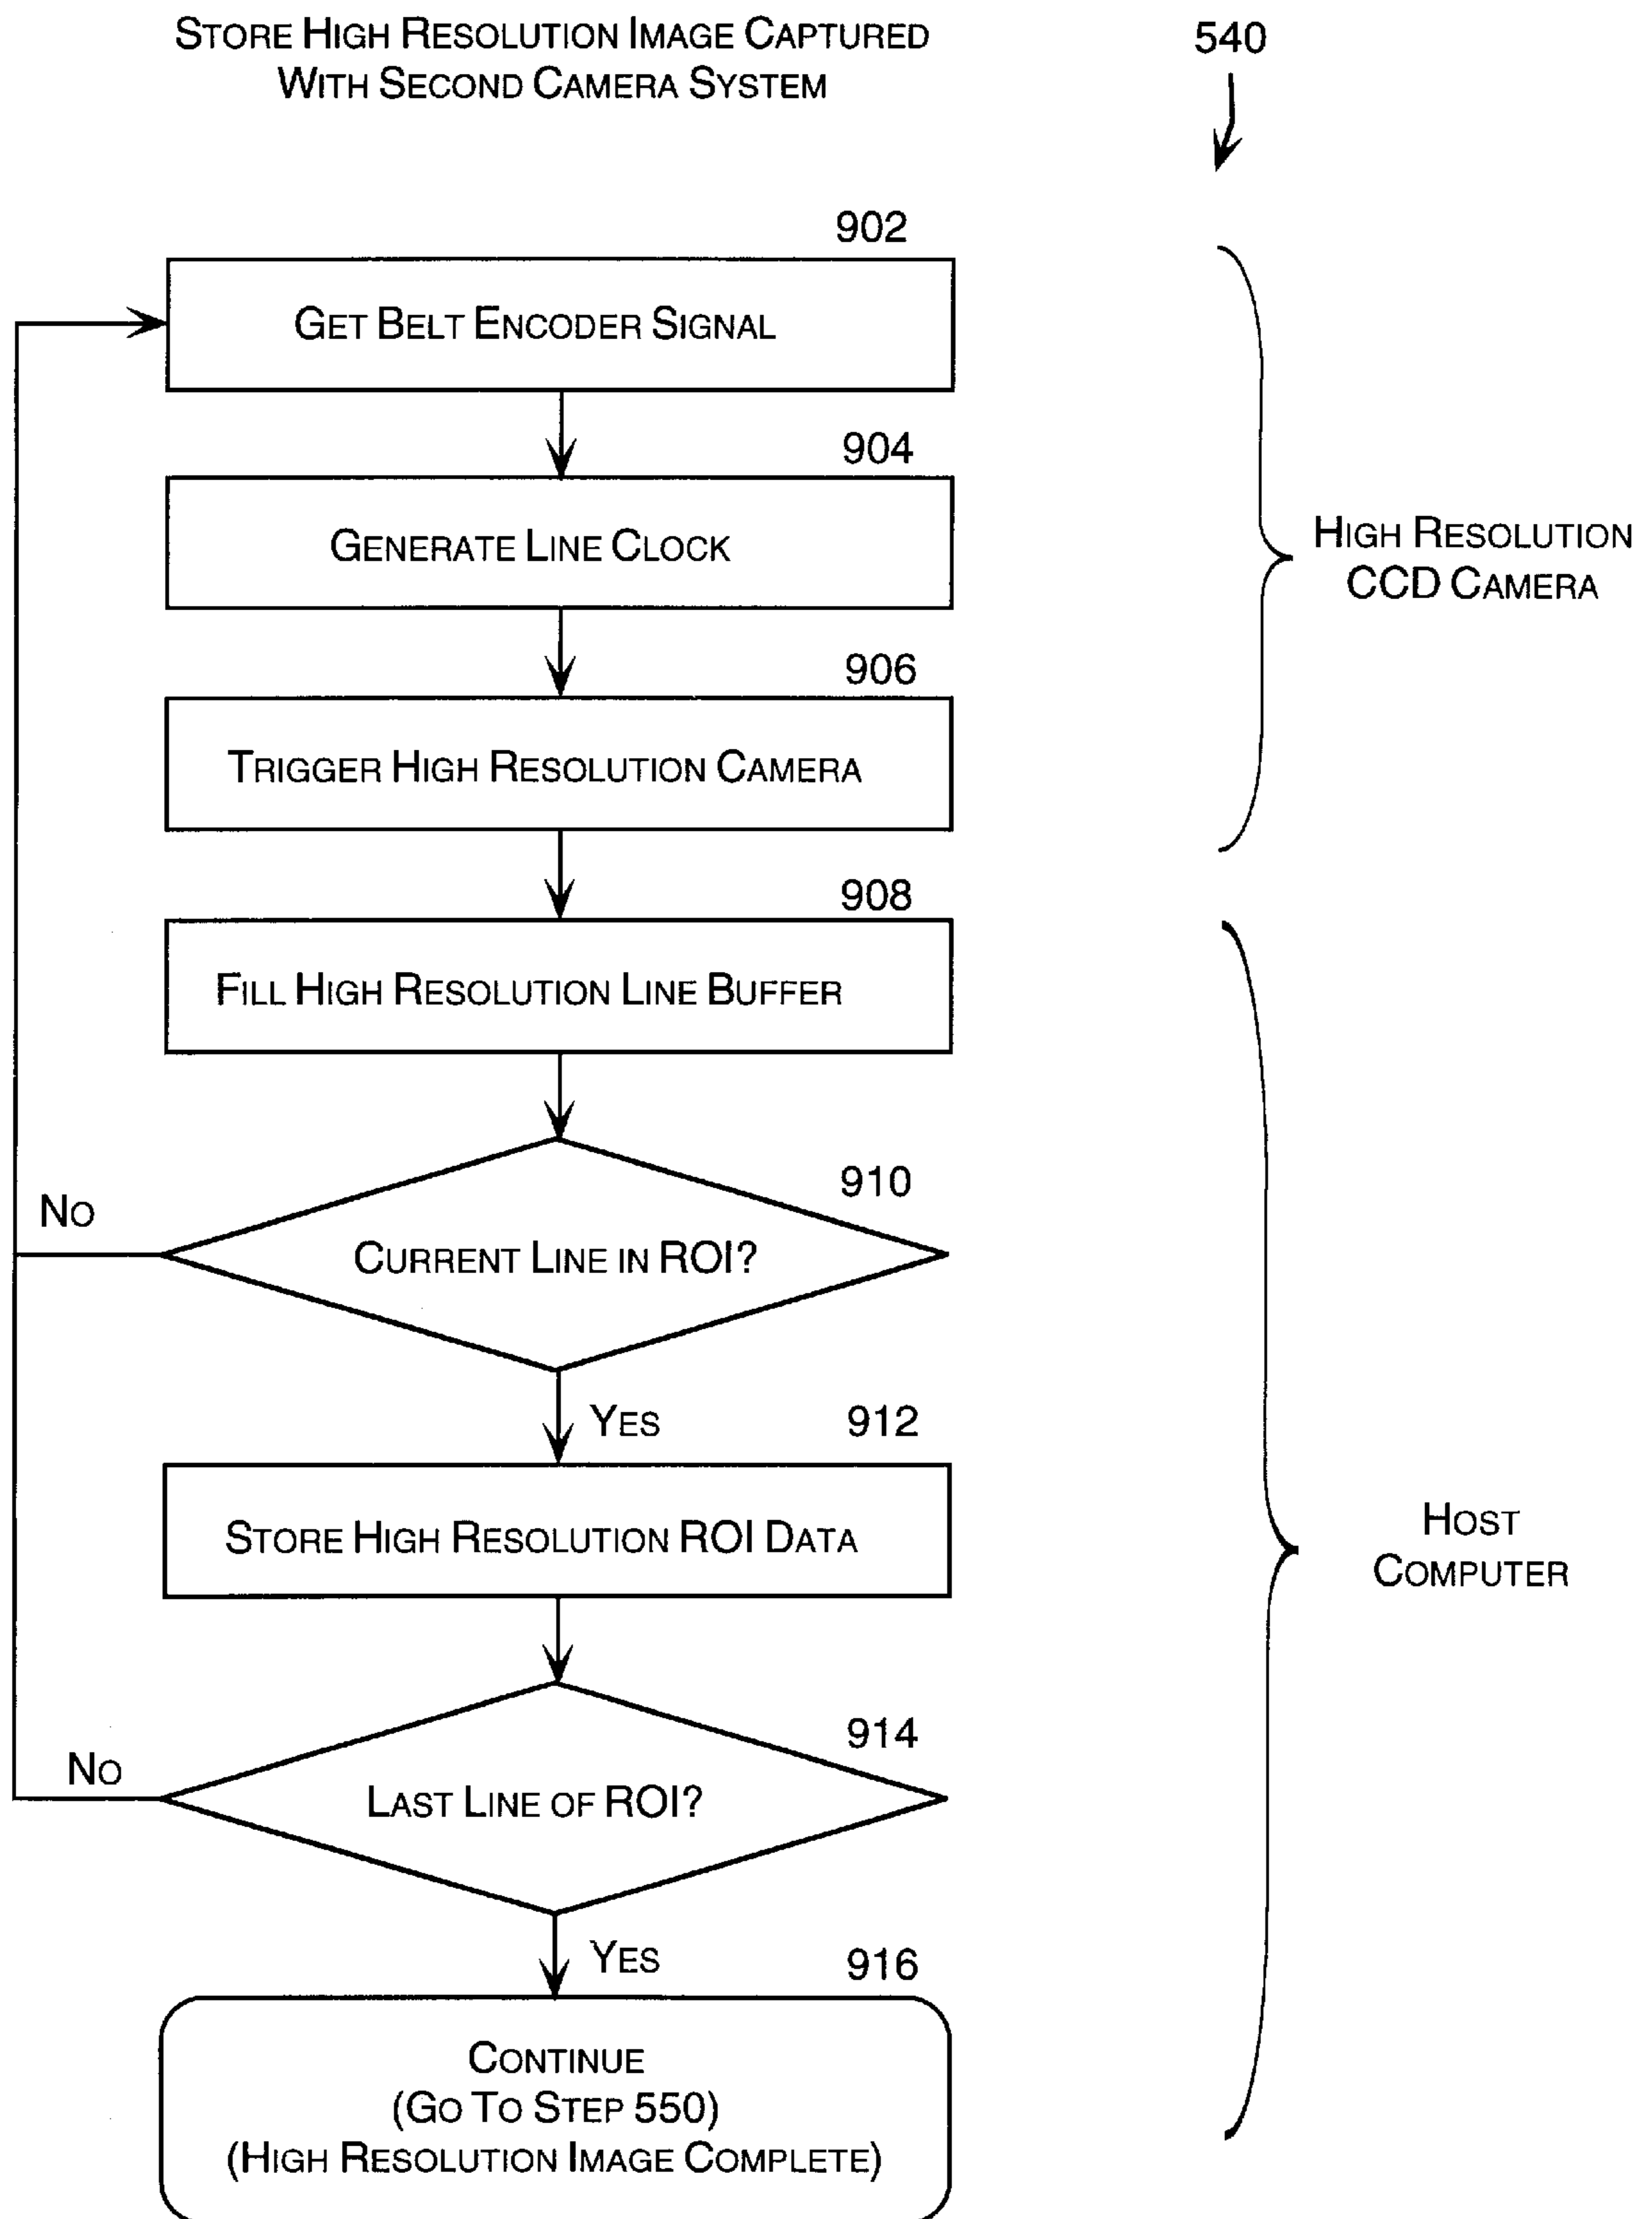 STORE HIGH RESOLUTION IMAGE CAPTURED
WITH SECOND CAMERA SYSTEM
540
902
GET BELT ENCODER SIGNAL
904
GENERATE LINE CLOCK
906
TRIGGER HIGH RESOLUTION CAMERA
HIGH RESOLUTION
CCD CAMERA
908
FILL HIGH RESOLUTION LINE BUFFER
910
CURRENT LINE IN ROI?
NO
YES
912
STORE HIGH RESOLUTION ROI DATA
HOST
COMPUTER
914
LAST LINE OF ROI?
NO
YES
916
CONTINUE
(GO TO STEP 550)
(HIGH RESOLUTION IMAGE COMPLETE)